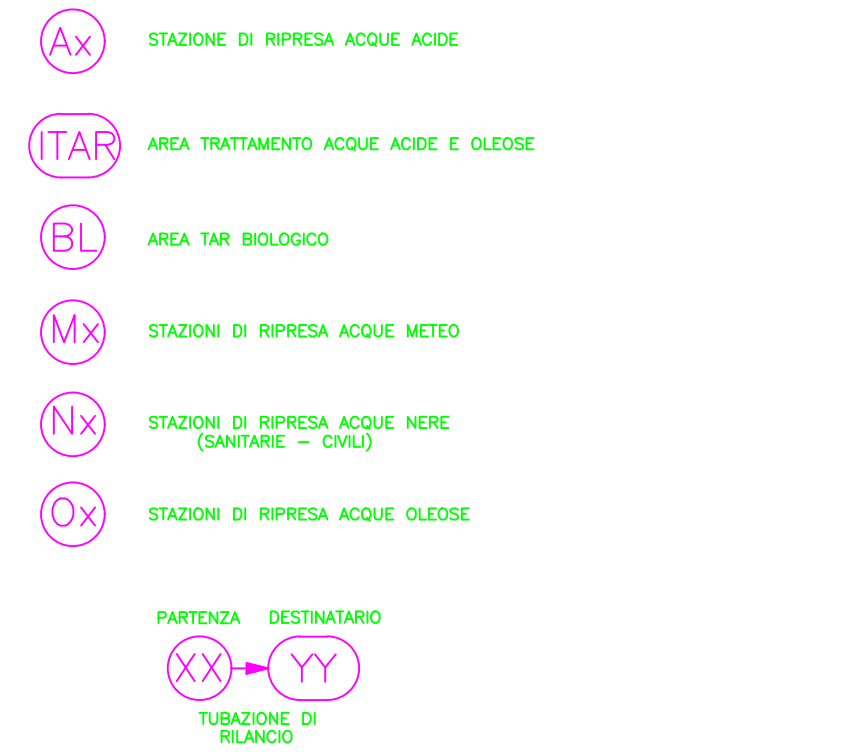 Ax STAZIONE DI RIPRESA ACQUE ACIDE
ITAR AREA TRATTAMENTO ACQUE ACIDE E OLEOSE
BL AREA TAR BIOLOGICO
Mx STAZIONI DI RIPRESA ACQUE METEO
Nx STAZIONI DI RIPRESA ACQUE NERE
(SANITARIE – CIVILI)
Ox STAZIONI DI RIPRESA ACQUE OLEOSE
PARTENZA DESTINATARIO
XX YY
TUBAZIONE DI
RILANCIO